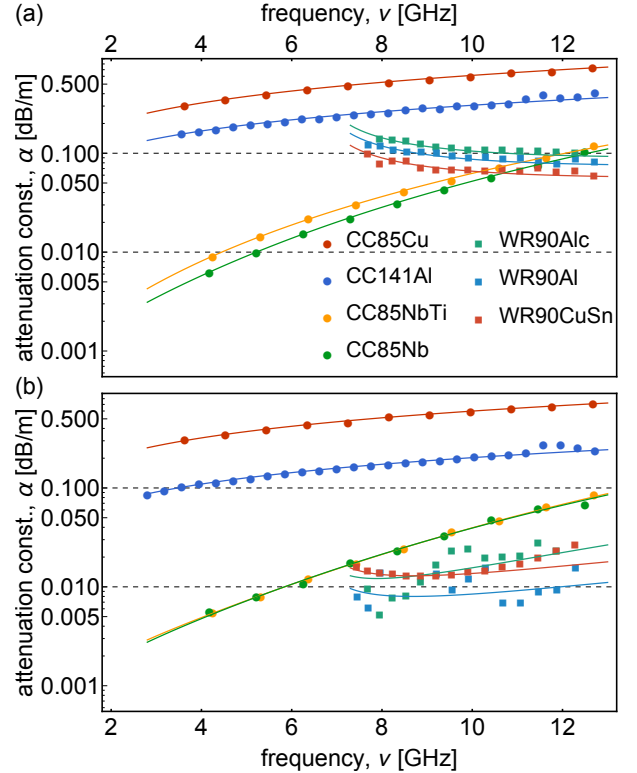 (a)
frequency, ν [GHz]
2 4 6 8 10 12
attenuation const., α [dB/m]
0.500
0.100
0.050
0.010
0.005
0.001
CC85Cu WR90Alc
CC141Al WR90Al
CC85NbTi WR90CuSn
CC85Nb
(b)
attenuation const., α [dB/m]
0.500
0.100
0.050
0.010
0.005
0.001
2 4 6 8 10 12
frequency, ν [GHz]